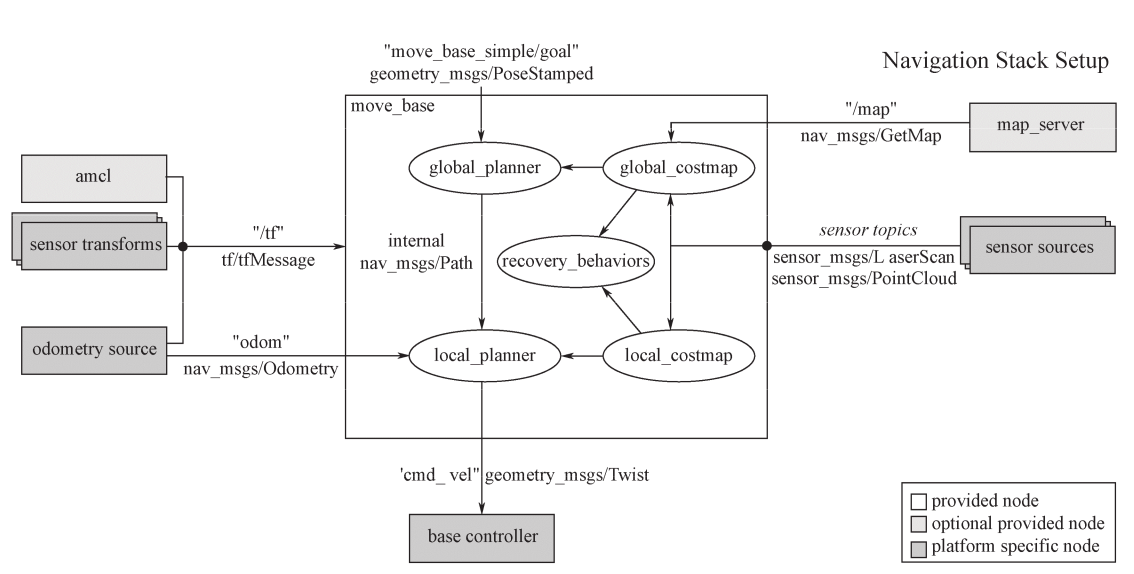 "move_base_simple/goal"
geometry_msgs/PoseStamped
Navigation Stack Setup
move_base
"/map"
nav_msgs/GetMap
map_server
global_planner
global_costmap
amcl
sensor transforms
"/tf"
tf/tfMessage
internal
nav_msgs/Path
recovery_behaviors
sensor topics
sensor_msgs/L aserScan
sensor_msgs/PointCloud
sensor sources
odometry source
"odom"
nav_msgs/Odometry
local_planner
local_costmap
'cmd_ vel" geometry_msgs/Twist
base controller
provided node
optional provided node
platform specific node